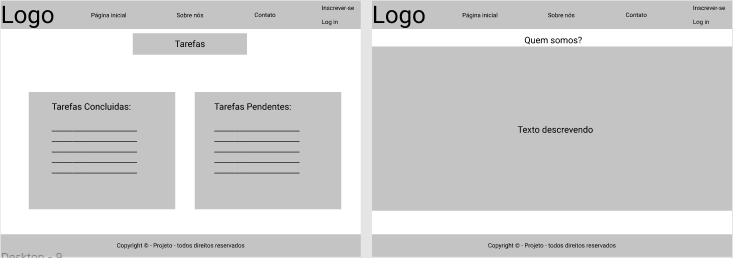 Logo
Página inicial
Sobre nós
Contato
Inscrever-se
Log in
Tarefas
Tarefas Concluidas:
Tarefas Pendentes:
Copyright © - Projeto - todos direitos reservados
Desktop - 9
Logo
Página inicial
Sobre nós
Contato
Inscrever-se
Log in
Quem somos?
Texto descrevendo
Copyright © - Projeto - todos direitos reservados